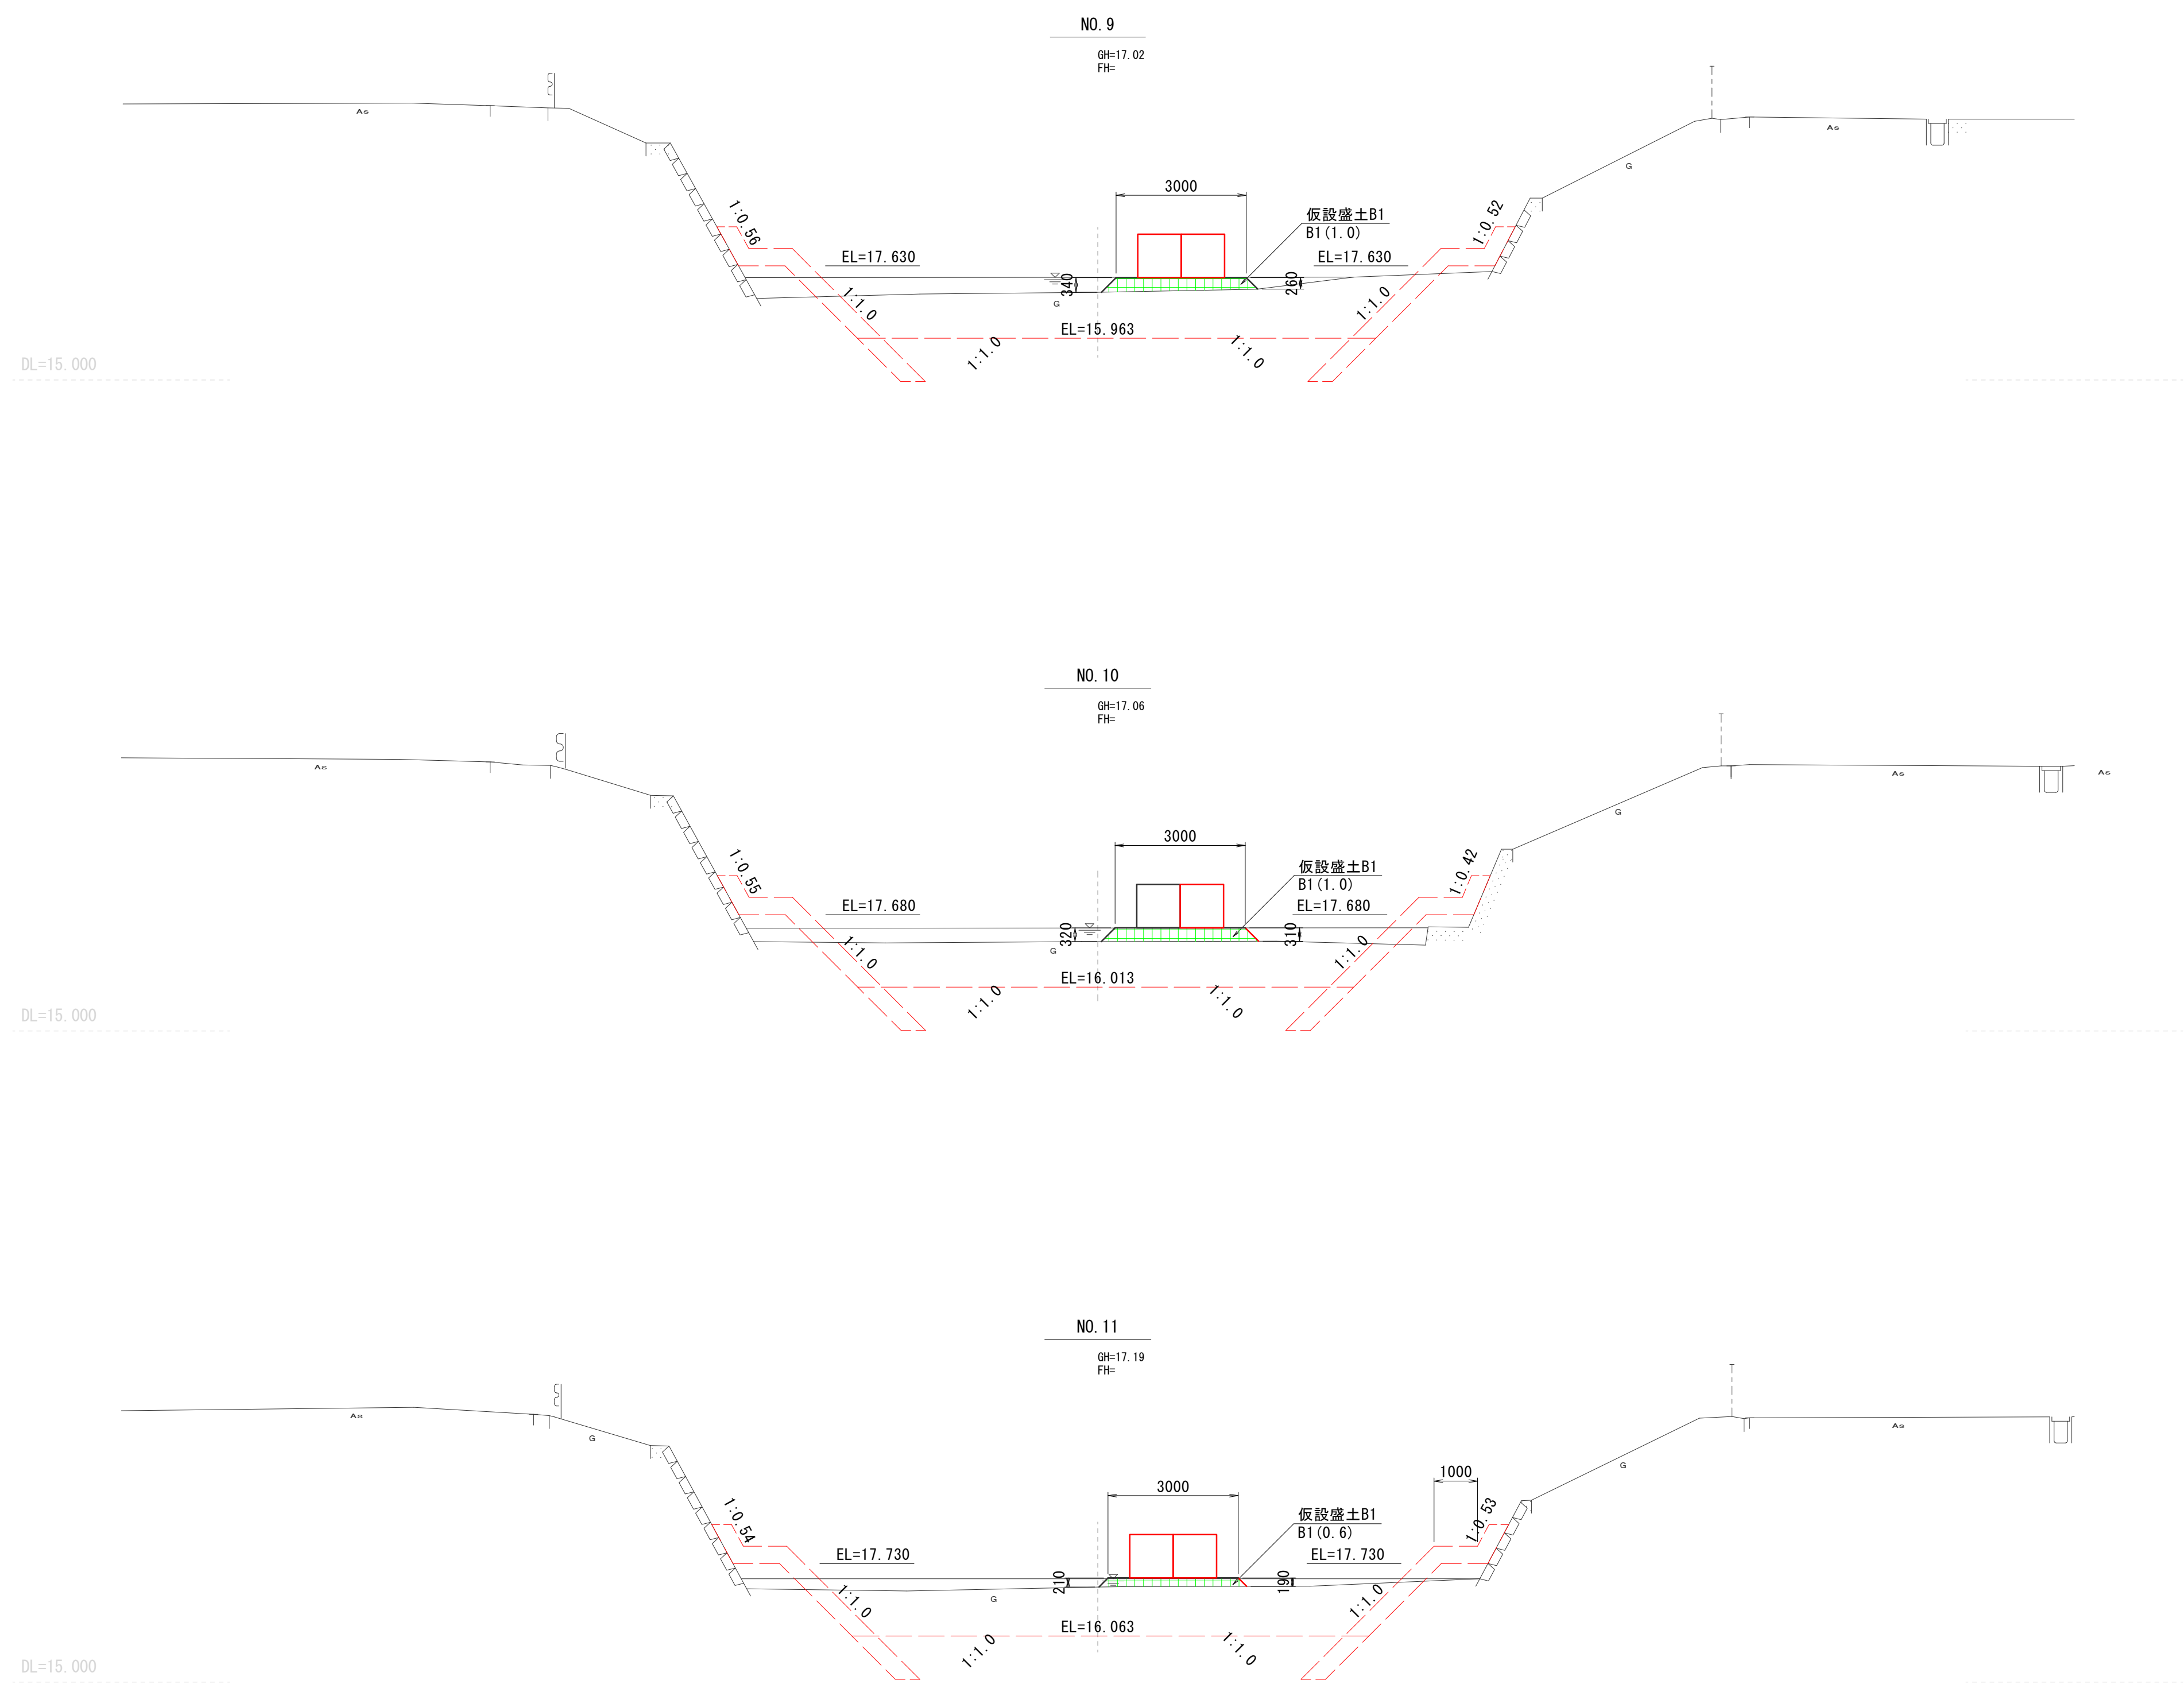 NO.9
GH=17.02
FH=
As
As
G
3000
仮設盛土B1
B1(1.0)
1:0.56
1:0.52
EL=17.630
EL=17.630
340
260
G
1:1.0
1:1.0
EL=15.963
1:1.0
1:1.0
DL=15.000
NO.10
GH=17.06
FH=
As
As
As
G
3000
仮設盛土B1
B1(1.0)
1:0.55
1:0.42
EL=17.680
EL=17.680
320
310
G
1:1.0
1:1.0
EL=16.013
1:1.0
1:1.0
DL=15.000
NO.11
GH=17.19
FH=
As
As
G
G
1000
3000
仮設盛土B1
B1(0.6)
1:0.54
1:0.53
EL=17.730
EL=17.730
210
190
G
1:1.0
1:1.0
EL=16.063
1:1.0
1:1.0
DL=15.000